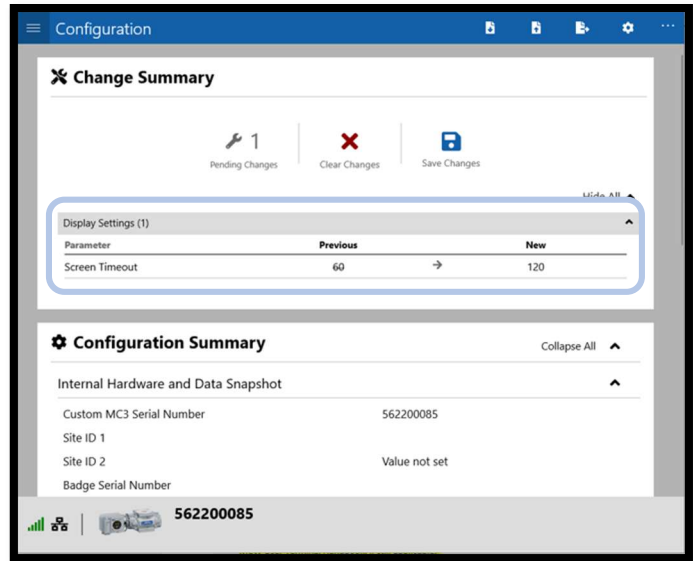 Configuration
Change Summary
1
Pending Changes
Clear Changes
Save Changes
Hide All
Display Settings (1)
Parameter Previous New
Screen Timeout 60 → 120
Configuration Summary
Collapse All
Internal Hardware and Data Snapshot
Custom MC3 Serial Number 562200085
Site ID 1
Site ID 2 Value not set
Badge Serial Number
562200085